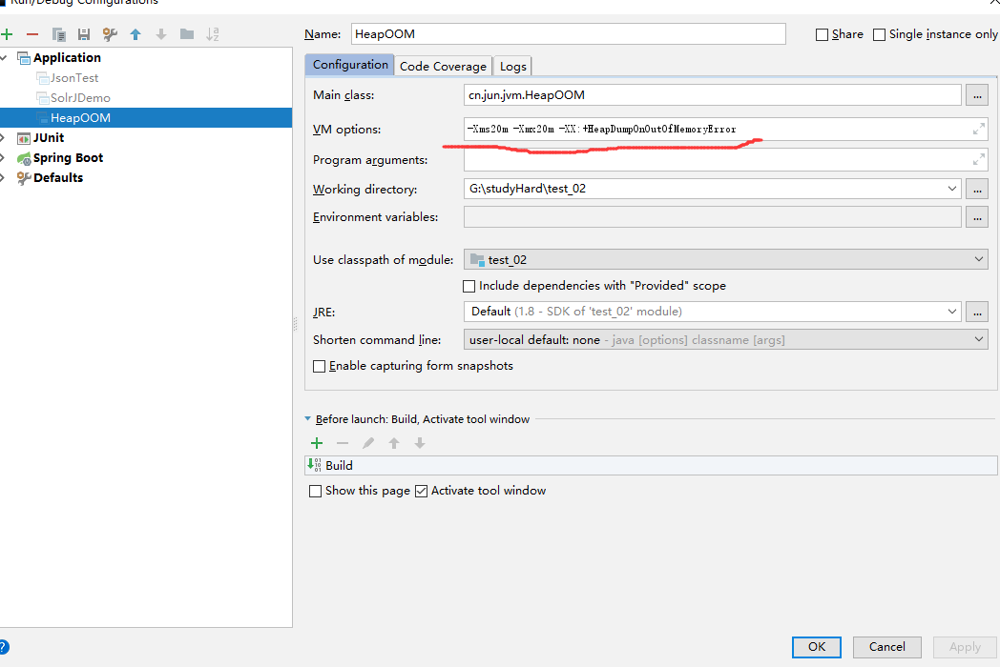 Run/Debug Configurations
Name: HeapOOM
Share
Single instance only
Application
JsonTest
SolrJDemo
HeapOOM
JUnit
Spring Boot
Defaults
Configuration
Code Coverage
Logs
Main class: cn.jun.jvm.HeapOOM ...
VM options: -Xms20m -Xmx20m -XX:+HeapDumpOnOutOfMemoryError
Program arguments:
Working directory: G:\studyHard\test_02 ...
Environment variables: ...
Use classpath of module: test_02
Include dependencies with "Provided" scope
JRE: Default (1.8 - SDK of 'test_02' module) ...
Shorten command line: user-local default: none - java [options] classname [args]
Enable capturing form snapshots
Before launch: Build, Activate tool window
Build
Show this page
Activate tool window
?
OK
Cancel
Apply